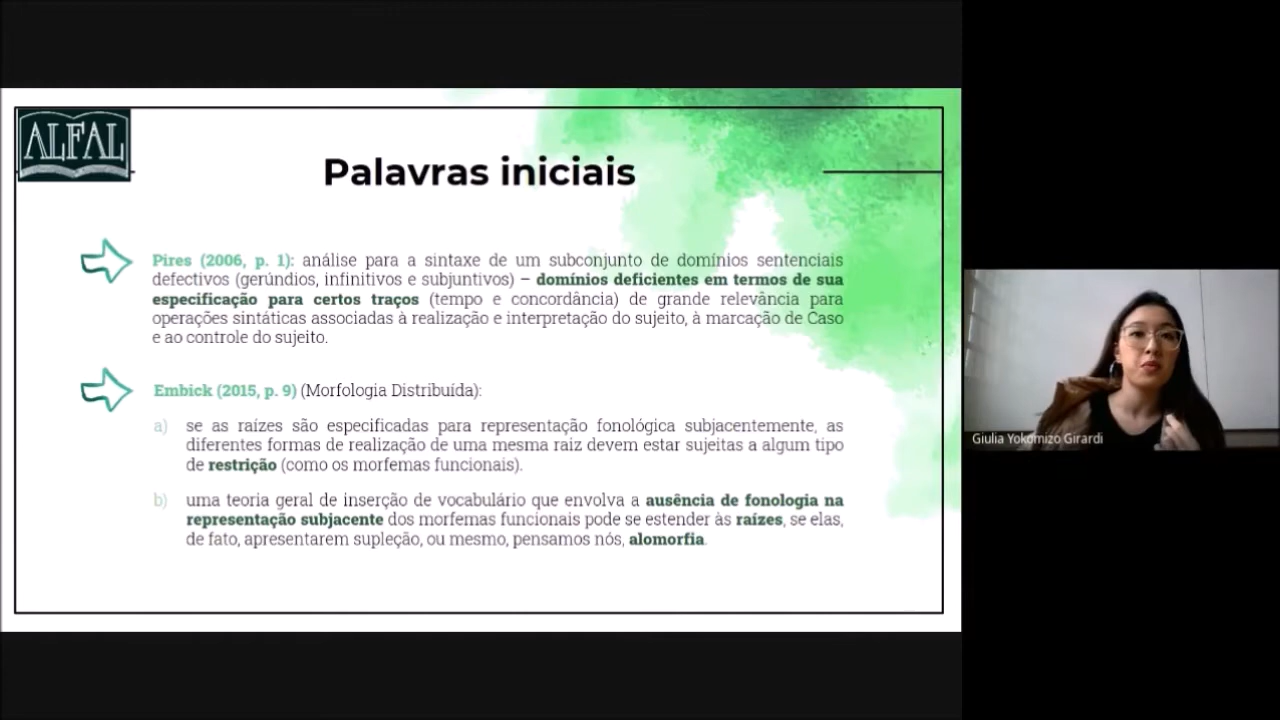 ALFAL
Palavras iniciais
Pires (2006, p. 1): análise para a sintaxe de um subconjunto de domínios sentenciais
defectivos (gerúndios, infinitivos e subjuntivos) – domínios deficientes em termos de sua
especificação para certos traços (tempo e concordância) de grande relevância para
operações sintáticas associadas à realização e interpretação do sujeito, à marcação de Caso
e ao controle do sujeito.
Embick (2015, p. 9) (Morfologia Distribuída):
a) se as raízes são especificadas para representação fonológica subjacentemente, as
diferentes formas de realização de uma mesma raiz devem estar sujeitas a algum tipo
de restrição (como os morfemas funcionais).
b) uma teoria geral de inserção de vocabulário que envolva a ausência de fonologia na
representação subjacente dos morfemas funcionais pode se estender às raízes, se elas,
de fato, apresentarem supleção, ou mesmo, pensamos nós, alomorfia.
Giulia Yokomizo Girardi